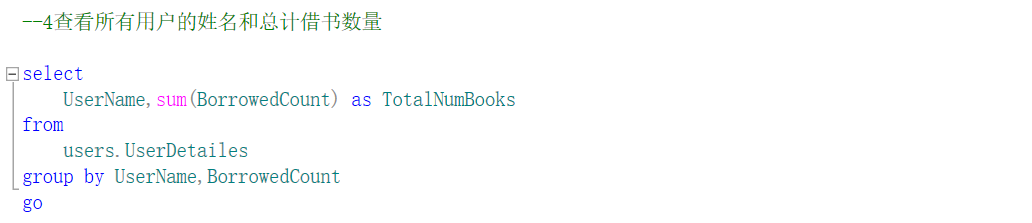 --4查看所有用户的姓名和总计借书数量
select
UserName,sum(BorrowedCount) as TotalNumBooks
from
users.UserDetailes
group by UserName,BorrowedCount
go